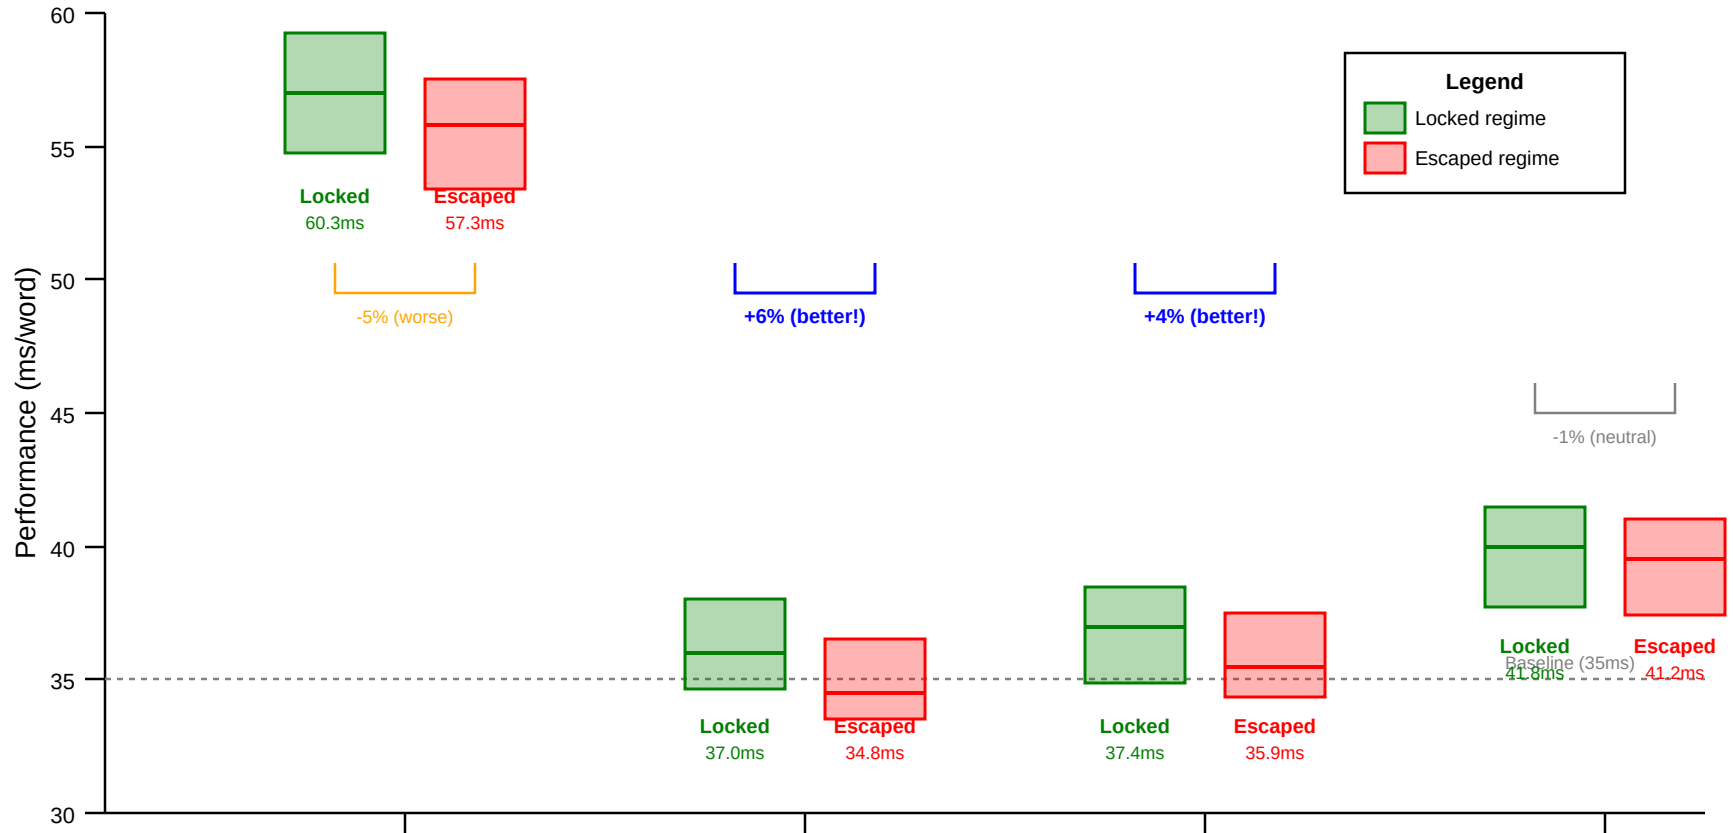 60
55
50
45
40
35
30
Performance (ms/word)
Locked
60.3ms
Escaped
57.3ms
-5% (worse)
+6% (better!)
Locked
37.0ms
Escaped
34.8ms
+4% (better!)
Locked
37.4ms
Escaped
35.9ms
-1% (neutral)
Locked
41.8ms
Escaped
41.2ms
Baseline (35ms)
Legend
Locked regime
Escaped regime